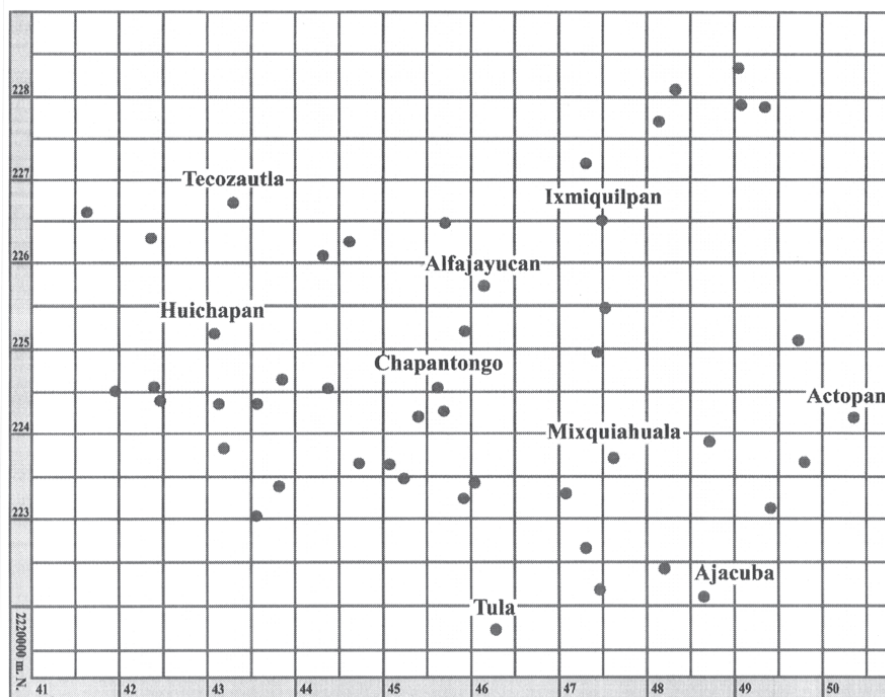 228
Tecozautla
227
Ixmiquilpan
226
Alfajayucan
Huichapan
225
Chapantongo
Actopan
224
Mixquiahuala
223
Ajacuba
Tula
2220000 m. N.
41 42 43 44 45 46 47 48 49 50